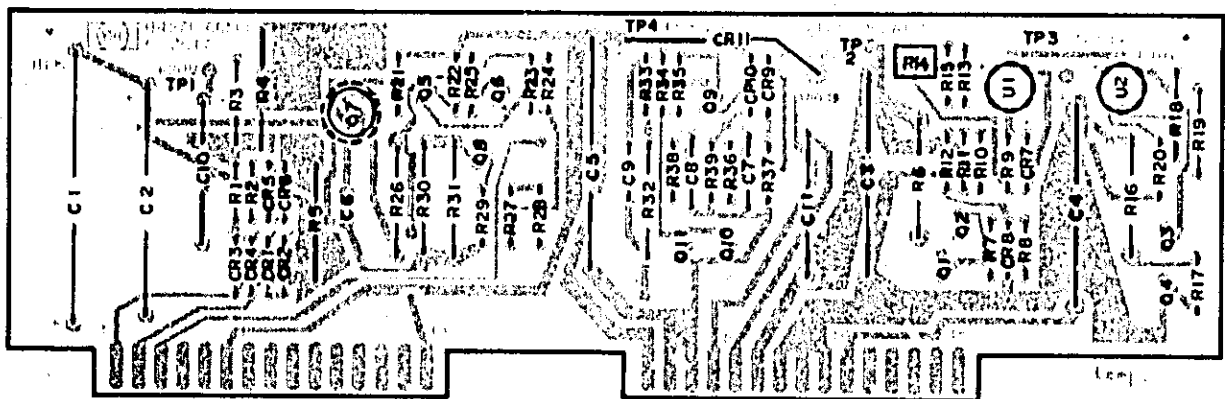 TP4
CR11
TP2
TP3
TP1
R3
R4
Q7
R21
Q5
R22
R25
Q6
R23
R24
R33
R34
R35
Q9
CR10
CR9
R14
R15
R13
U1
U2
R18
R19
C1
C2
C10
R1
R2
CR5
CR6
R5
C6
R26
R30
R31
Q8
R29
R27
R28
C5
C9
R32
R38
C8
R39
R36
C7
R37
C11
C3
R6
R12
R11
R10
R9
CR7
C4
R16
R20
CR3
CR4
CR1
CR2
Q11
Q10
Q1
Q2
R7
CR8
R8
Q3
Q4
R17